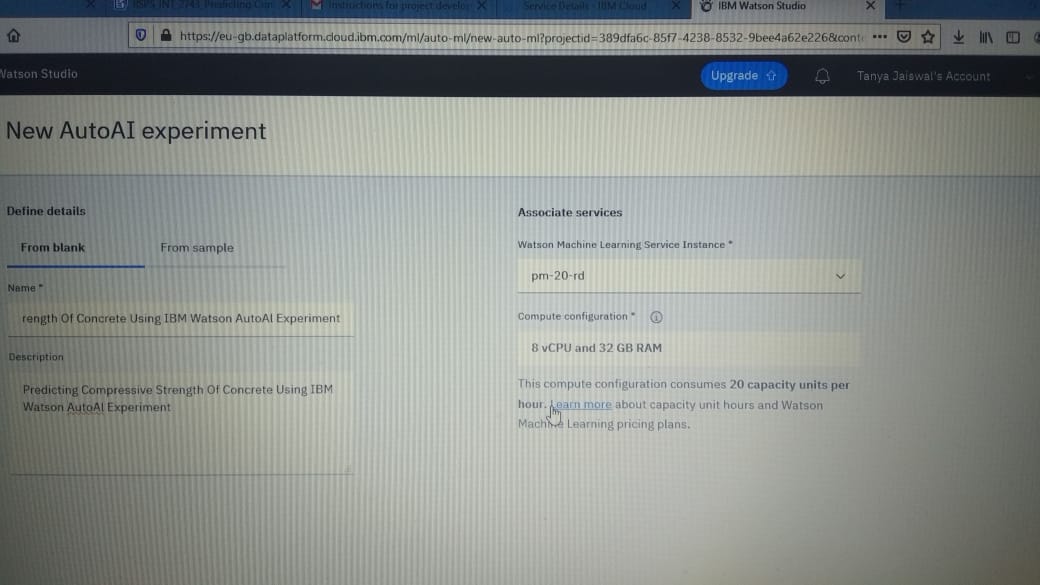 RSPS_INT_2743_Predicting Com
Instructions for project develop
Service Details - IBM Cloud
IBM Watson Studio
https://eu-gb.dataplatform.cloud.ibm.com/ml/auto-ml/new-auto-ml?projectid=389dfa6c-85f7-4238-8532-9bee4a62e226&cont
Watson Studio
Upgrade
Tanya Jaiswal's Account
New AutoAI experiment
Define details
From blank
From sample
Name *
rength Of Concrete Using IBM Watson AutoAI Experiment
Description
Predicting Compressive Strength Of Concrete Using IBM
Watson AutoAI Experiment
Associate services
Watson Machine Learning Service Instance *
pm-20-rd
Compute configuration *
8 vCPU and 32 GB RAM
This compute configuration consumes 20 capacity units per
hour. Learn more about capacity unit hours and Watson
Machine Learning pricing plans.